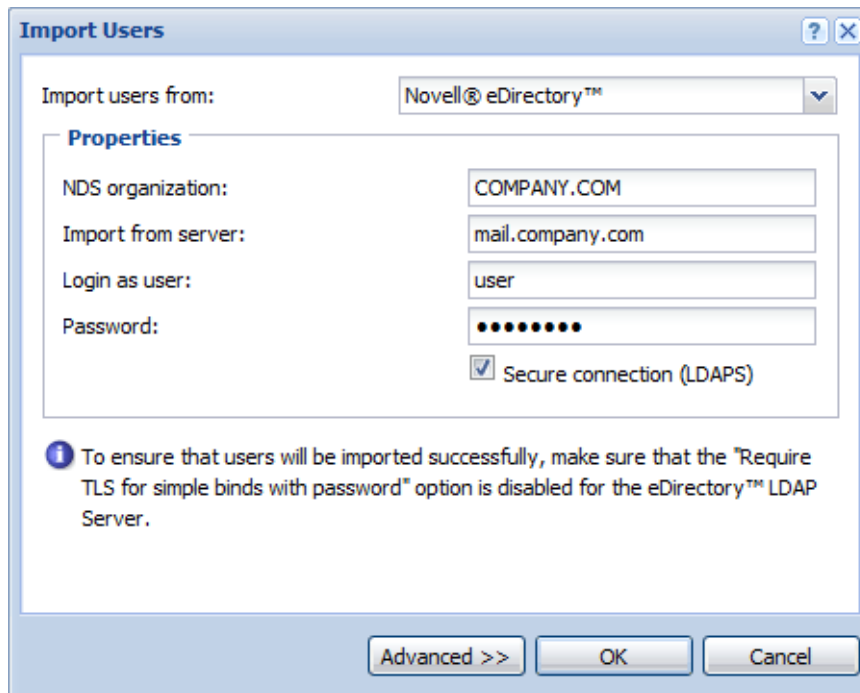 Import Users
Import users from: Novell® eDirectory™
Properties
NDS organization: COMPANY.COM
Import from server: mail.company.com
Login as user: user
Password: ●●●●●●●●
Secure connection (LDAPS)
To ensure that users will be imported successfully, make sure that the "Require
TLS for simple binds with password" option is disabled for the eDirectory™ LDAP
Server.
Advanced >> OK Cancel